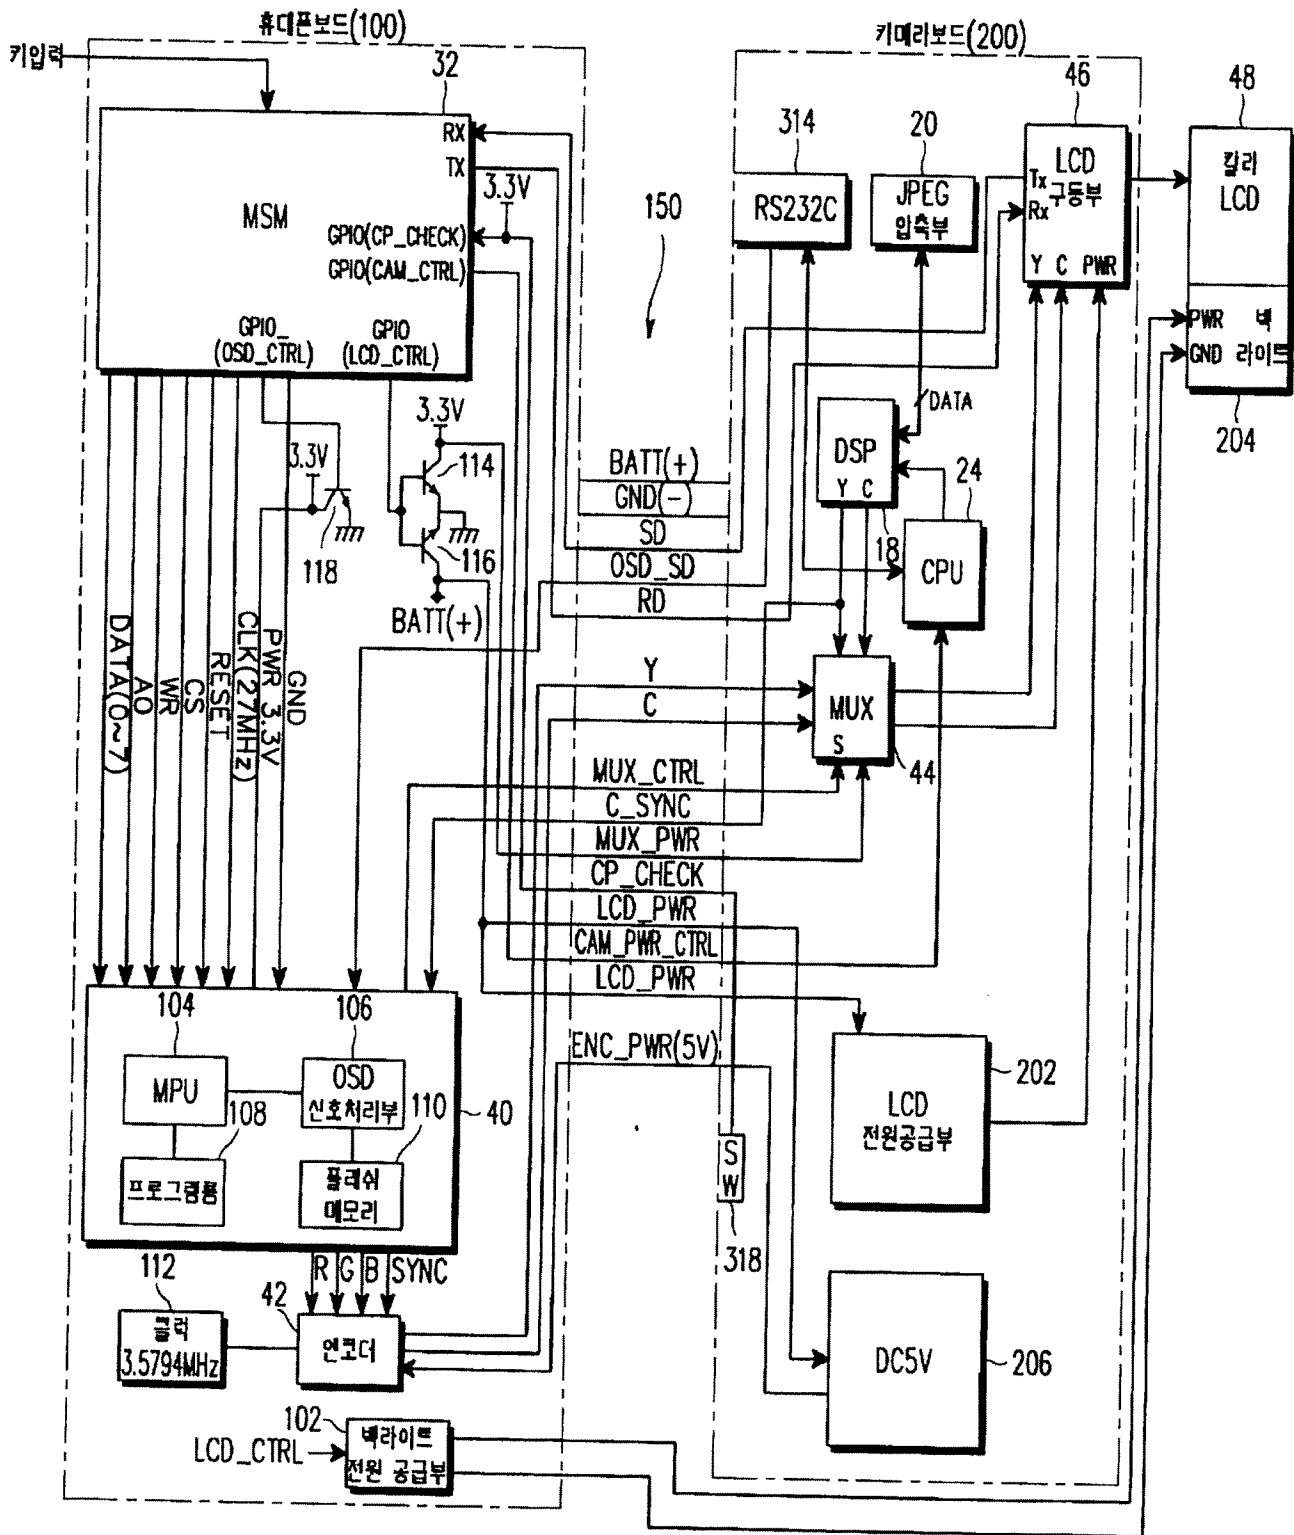 휴대폰보드(100)
키메라보드(200)
키입력
32
46
48
314
20
RX
TX
3.3V
MSM
GPIO(CP_CHECK)
GPIO(CAM_CTRL)
GPIO_
(OSD_CTRL)
GPIO
(LCD_CTRL)
150
RS232C
JPEG
압축부
LCD
구동부
Tx
Rx
Y C PWR
칼라
LCD
PWR 백
GND 라이트
204
3.3V
114
3.3V
116
118
BATT(+)
BATT(+)
GND(-)
SD
OSD_SD
RD
DATA
DSP
Y C
18
24
CPU
DATA(0~7)
AO
WR
CS
RESET
CLK(27MHz)
PWR 3.3V
GND
Y
C
MUX
S
44
MUX_CTRL
C_SYNC
MUX_PWR
CP_CHECK
LCD_PWR
CAM_PWR_CTRL
LCD_PWR
ENC_PWR(5V)
104
106
MPU
OSD
신호처리부
108
110
40
프로그램롬
플래쉬
메모리
LCD
전원공급부
202
S
W
318
R G B SYNC
112
42
클럭
3.5794MHz
엔코더
DC5V
206
102
백라이트
전원 공급부
LCD_CTRL